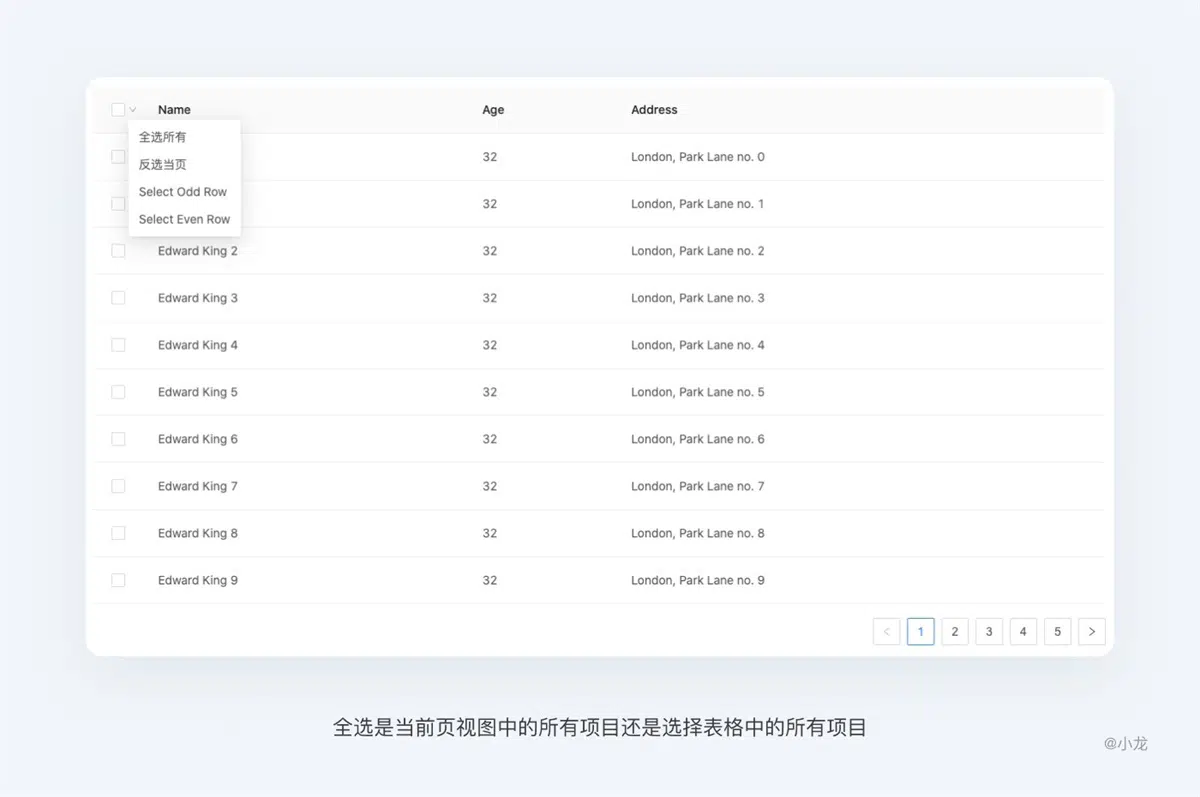 Name Age Address
全选所有
反选当页
Select Odd Row
Select Even Row
32 London, Park Lane no. 0
32 London, Park Lane no. 1
Edward King 2 32 London, Park Lane no. 2
Edward King 3 32 London, Park Lane no. 3
Edward King 4 32 London, Park Lane no. 4
Edward King 5 32 London, Park Lane no. 5
Edward King 6 32 London, Park Lane no. 6
Edward King 7 32 London, Park Lane no. 7
Edward King 8 32 London, Park Lane no. 8
Edward King 9 32 London, Park Lane no. 9
< 1 2 3 4 5 >
全选是当前页视图中的所有项目还是选择表格中的所有项目
@小龙